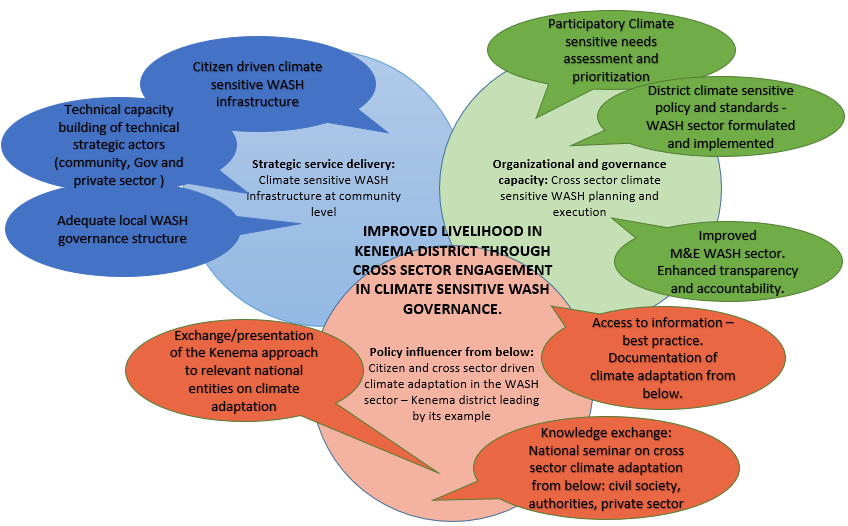 Citizen driven climate
sensitive WASH
infrastructure
Technical capacity
building of technical
strategic actors
(community, Gov and
private sector )
Adequate local WASH
governance structure
Strategic service delivery:
Climate sensitive WASH
infrastructure at community
level
Participatory Climate
sensitive needs
assessment and
prioritization
District climate sensitive
policy and standards -
WASH sector formulated
and implemented
Organizational and governance
capacity: Cross sector climate
sensitive WASH planning and
execution
Improved
M&E WASH sector.
Enhanced transparency
and accountability.
IMPROVED LIVELIHOOD IN
KENEMA DISTRICT THROUGH
CROSS SECTOR ENGAGEMENT
IN CLIMATE SENSITIVE WASH
GOVERNANCE.
Exchange/presentation
of the Kenema approach
to relevant national
entities on climate
adaptation
Policy influencer from below:
Citizen and cross sector driven
climate adaptation in the WASH
sector – Kenema district leading
by its example
Access to information –
best practice.
Documentation of
climate adaptation from
below.
Knowledge exchange:
National seminar on cross
sector climate adaptation
from below: civil society,
authorities, private sector